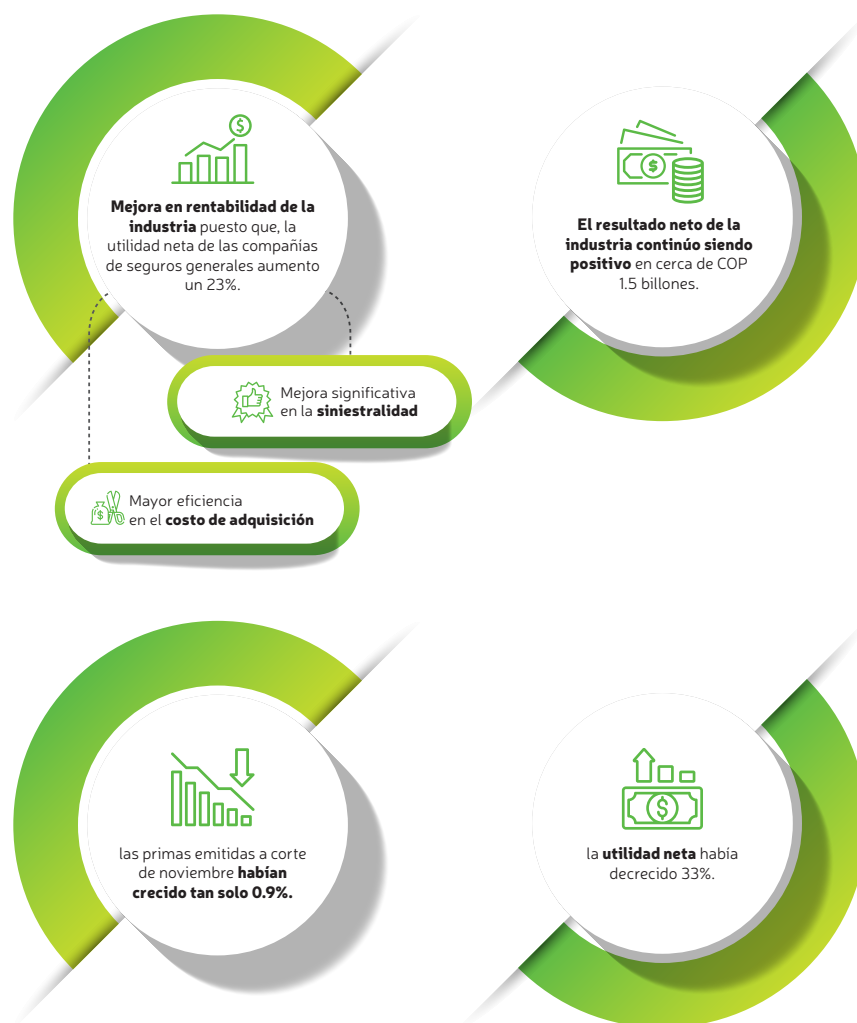 Mejora en rentabilidad de la
industria puesto que, la
utilidad neta de las compañías
de seguros generales aumento
un 23%.
El resultado neto de la
industria continúo siendo
positivo en cerca de COP
1.5 billones.
Mejora significativa
en la siniestralidad
Mayor eficiencia
en el costo de adquisición
las primas emitidas a corte
de noviembre habían
crecido tan solo 0.9%.
la utilidad neta había
decrecido 33%.